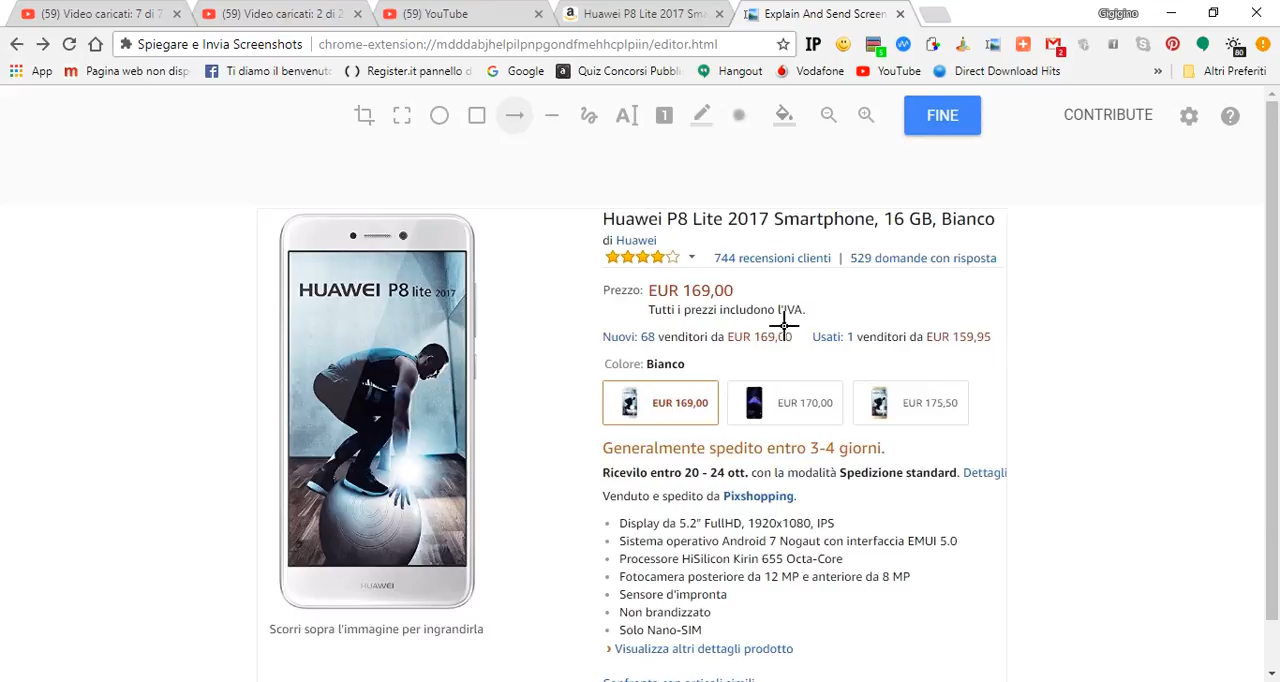 (59) Video caricati: 7 di 7
(59) Video caricati: 2 di 2
(59) YouTube
Huawei P8 Lite 2017 Sma
Explain And Send Screen
Gigigino
Spiegare e Invia Screenshot
chrome-extension://mdddabjhelpilpnpgondfmehhcplpiin/editor.html
IP
5
2
80
App
Pagina web non disp
Ti diamo il benvenuto
Register.it pannello d
Google
Quiz Concorsi Pubbli
Hangout
Vodafone
YouTube
Direct Download Hits
»
Altri Preferiti
FINE
CONTRIBUTE
Huawei P8 Lite 2017 Smartphone, 16 GB, Bianco
di Huawei
744 recensioni clienti | 529 domande con risposta
Prezzo: EUR 169,00
Tutti i prezzi includono l'IVA.
Nuovi: 68 venditori da EUR 169,00 Usati: 1 venditori da EUR 159,95
Colore: Bianco
EUR 169,00
EUR 170,00
EUR 175,50
Generalmente spedito entro 3-4 giorni.
Ricevilo entro 20 - 24 ott. con la modalità Spedizione standard. Dettagli
Venduto e spedito da Pixshopping.
Display da 5.2" FullHD, 1920x1080, IPS
Sistema operativo Android 7 Nogaut con interfaccia EMUI 5.0
Processore HiSilicon Kirin 655 Octa-Core
Fotocamera posteriore da 12 MP e anteriore da 8 MP
Sensore d'impronta
Non brandizzato
Solo Nano-SIM
› Visualizza altri dettagli prodotto
HUAWEI P8 lite 2017
HUAWEI
Scorri sopra l'immagine per ingrandirla